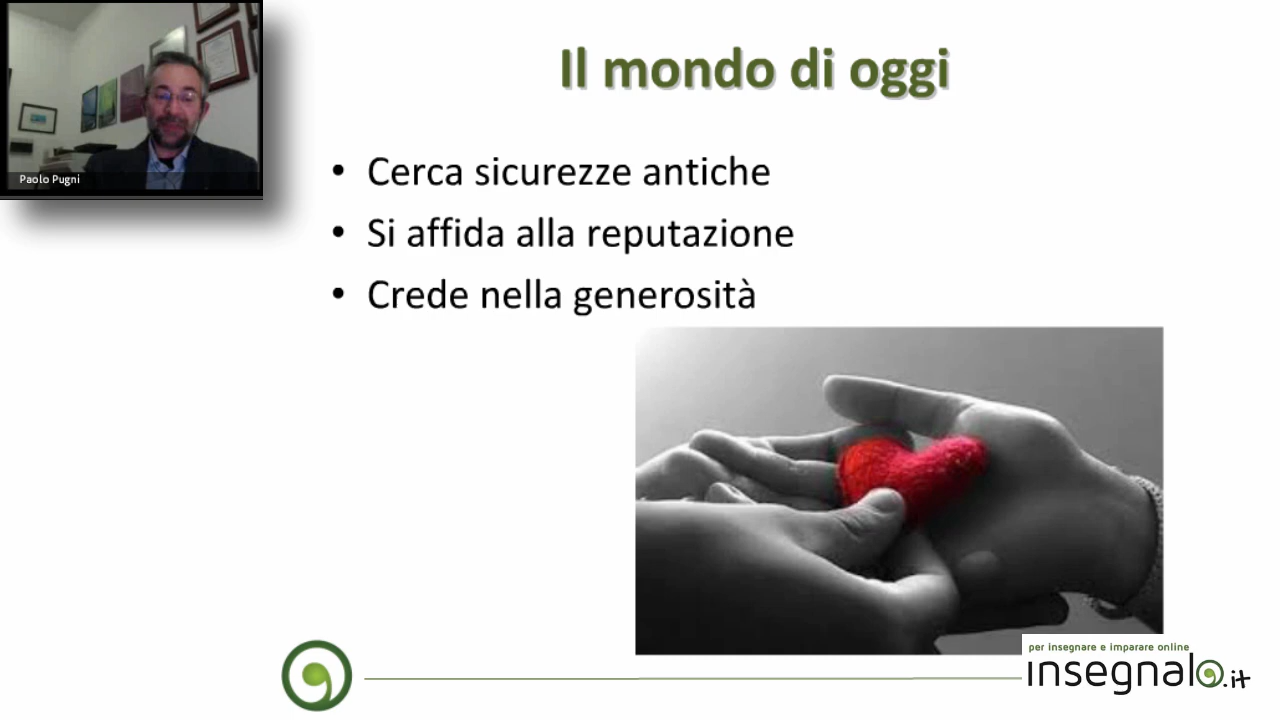 Paolo Pugni
Il mondo di oggi
• Cerca sicurezze antiche
• Si affida alla reputazione
• Crede nella generosità
per insegnare e imparare online
insegnalo.it